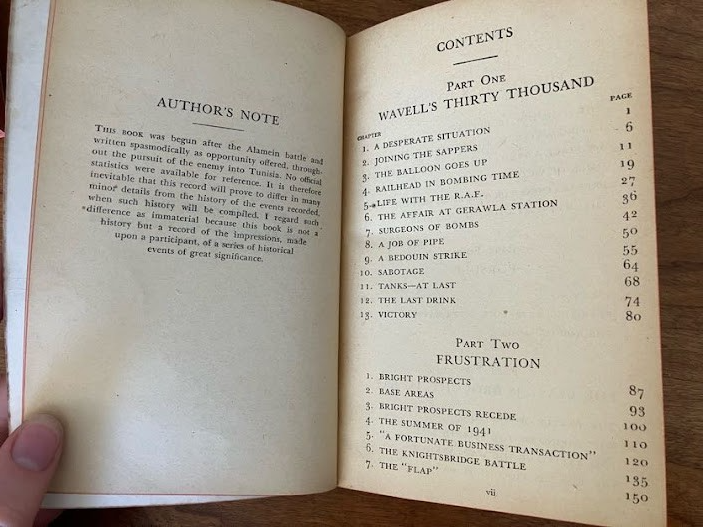 AUTHOR'S NOTE
THIS BOOK was begun after the Alamein battle and
written spasmodically as opportunity offered, through-
out the pursuit of the enemy into Tunisia. No official
statistics were available for reference. It is therefore
inevitable that this record will prove to differ in many
minor details from the history of the events recorded,
when such history will be compiled. I regard such
difference as immaterial because this book is not a
history but a record of the impressions, made
upon a participant, of a series of historical
events of great significance.
CONTENTS
PART ONE
WAVELL'S THIRTY THOUSAND
CHAPTER PAGE
1. A DESPERATE SITUATION 1
2. JOINING THE SAPPERS 6
3. THE BALLOON GOES UP 11
4. RAILHEAD IN BOMBING TIME 19
5. LIFE WITH THE R.A.F. 27
6. THE AFFAIR AT GERAWLA STATION 36
7. SURGEONS OF BOMBS 42
8. A JOB OF PIPE 50
9. A BEDOUIN STRIKE 55
10. SABOTAGE 64
11. TANKS—AT LAST 68
12. THE LAST DRINK 74
13. VICTORY 80
PART TWO
FRUSTRATION
1. BRIGHT PROSPECTS 87
2. BASE AREAS 93
3. BRIGHT PROSPECTS RECEDE 100
4. THE SUMMER OF 1941 110
5. "A FORTUNATE BUSINESS TRANSACTION" 120
6. THE KNIGHTSBRIDGE BATTLE 135
7. THE "FLAP" 150
vii